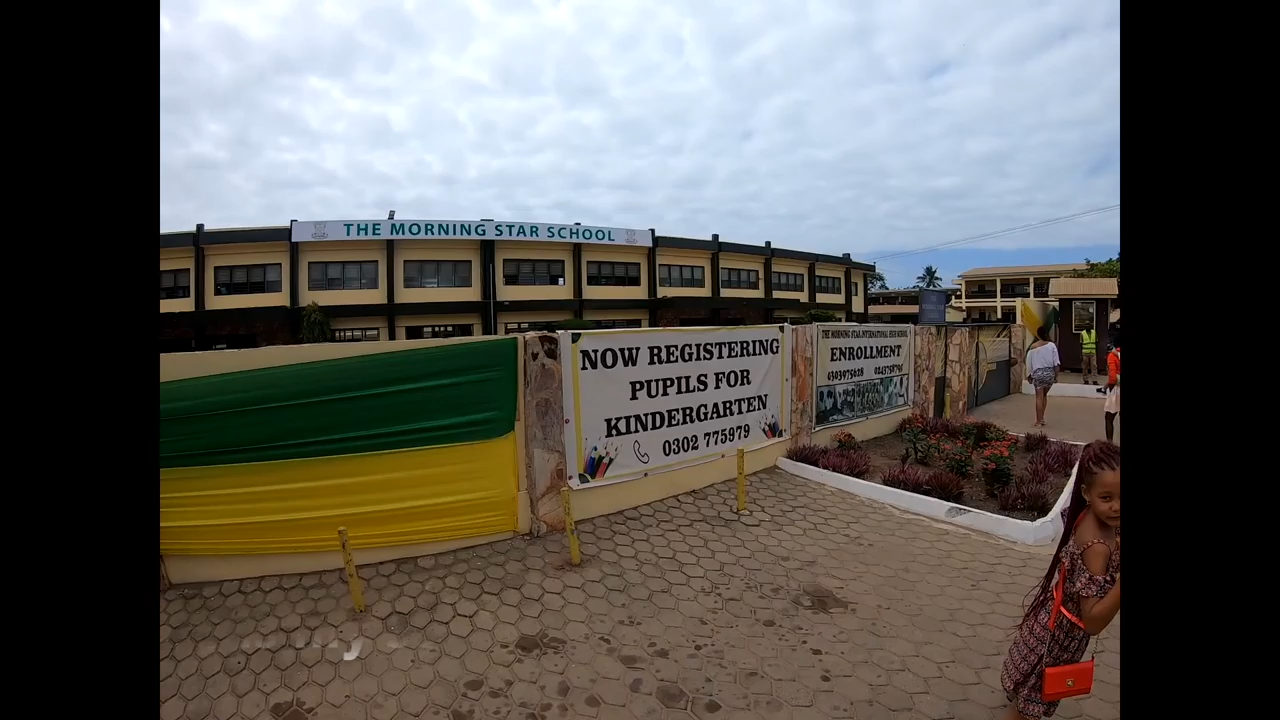 THE MORNING STAR SCHOOL
NOW REGISTERING
PUPILS FOR
KINDERGARTEN
0302 775979
THE MORNING STAR INTERNATIONAL HIGH SCHOOL
ENROLLMENT